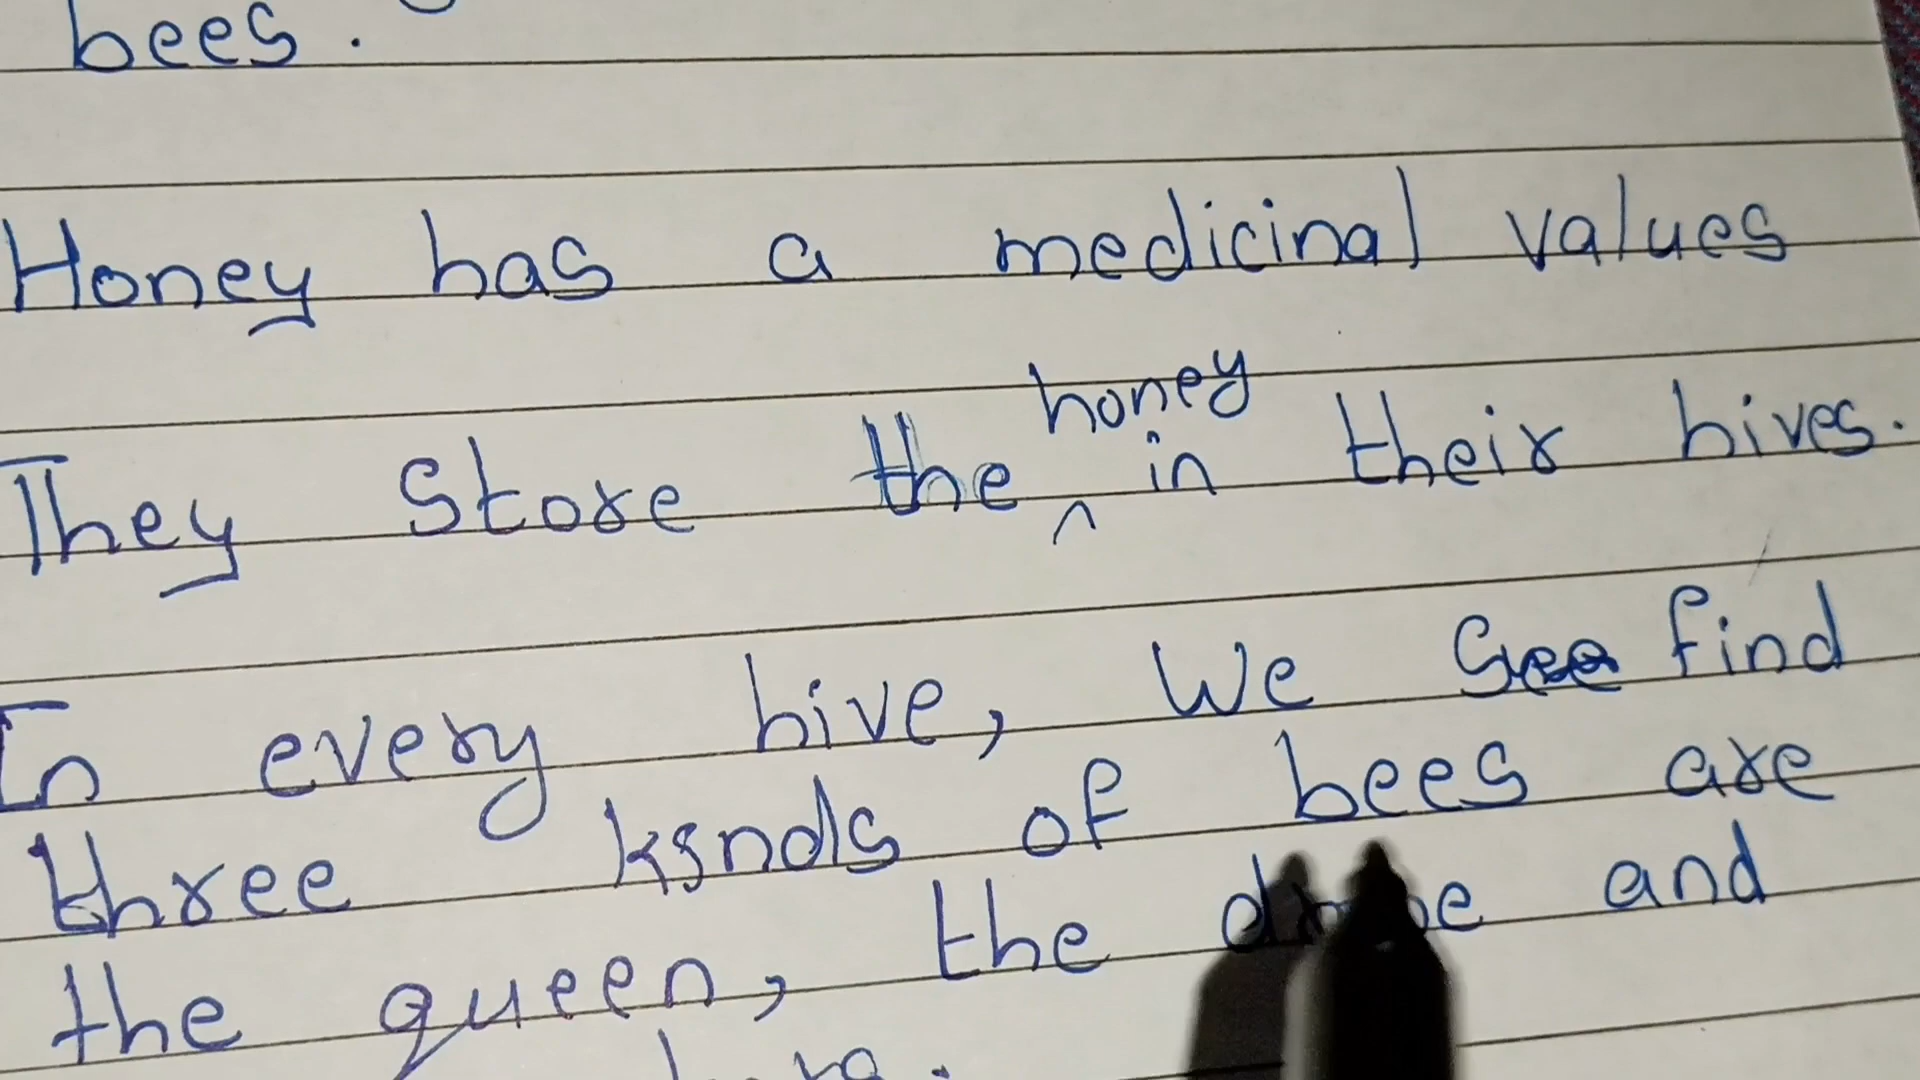 bees.
Honey has a medicinal values
They store the honey in their hives.
In every hive, we see find
three kinds of bees are
the queen, the and